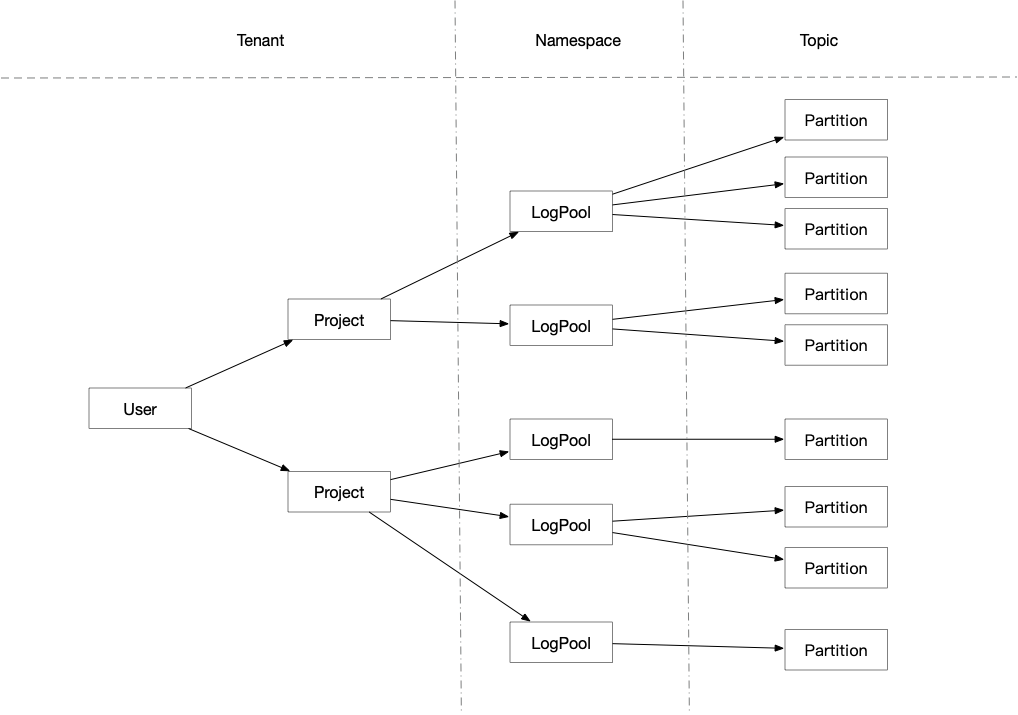 Tenant
Namespace
Topic
Partition
Partition
LogPool
Partition
Partition
Project
LogPool
Partition
User
LogPool
Partition
Project
Partition
LogPool
Partition
LogPool
Partition